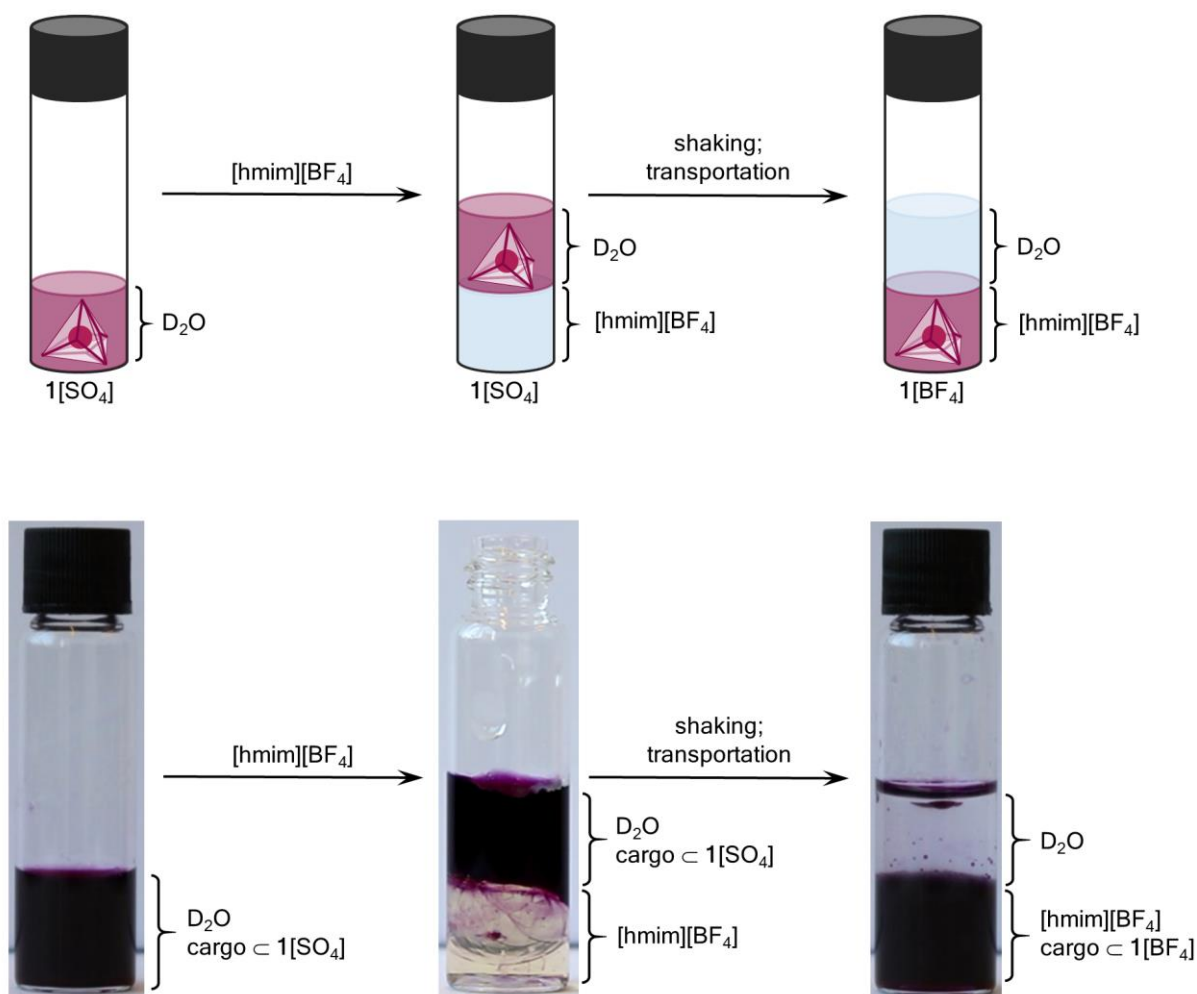 [hmim][BF₄]
shaking;
transportation
D₂O
D₂O
[hmim][BF₄]
D₂O
[hmim][BF₄]
1[SO₄]
1[SO₄]
1[BF₄]
[hmim][BF₄]
shaking;
transportation
D₂O
cargo ⊂ 1[SO₄]
D₂O
cargo ⊂ 1[SO₄]
[hmim][BF₄]
D₂O
[hmim][BF₄]
cargo ⊂ 1[BF₄]